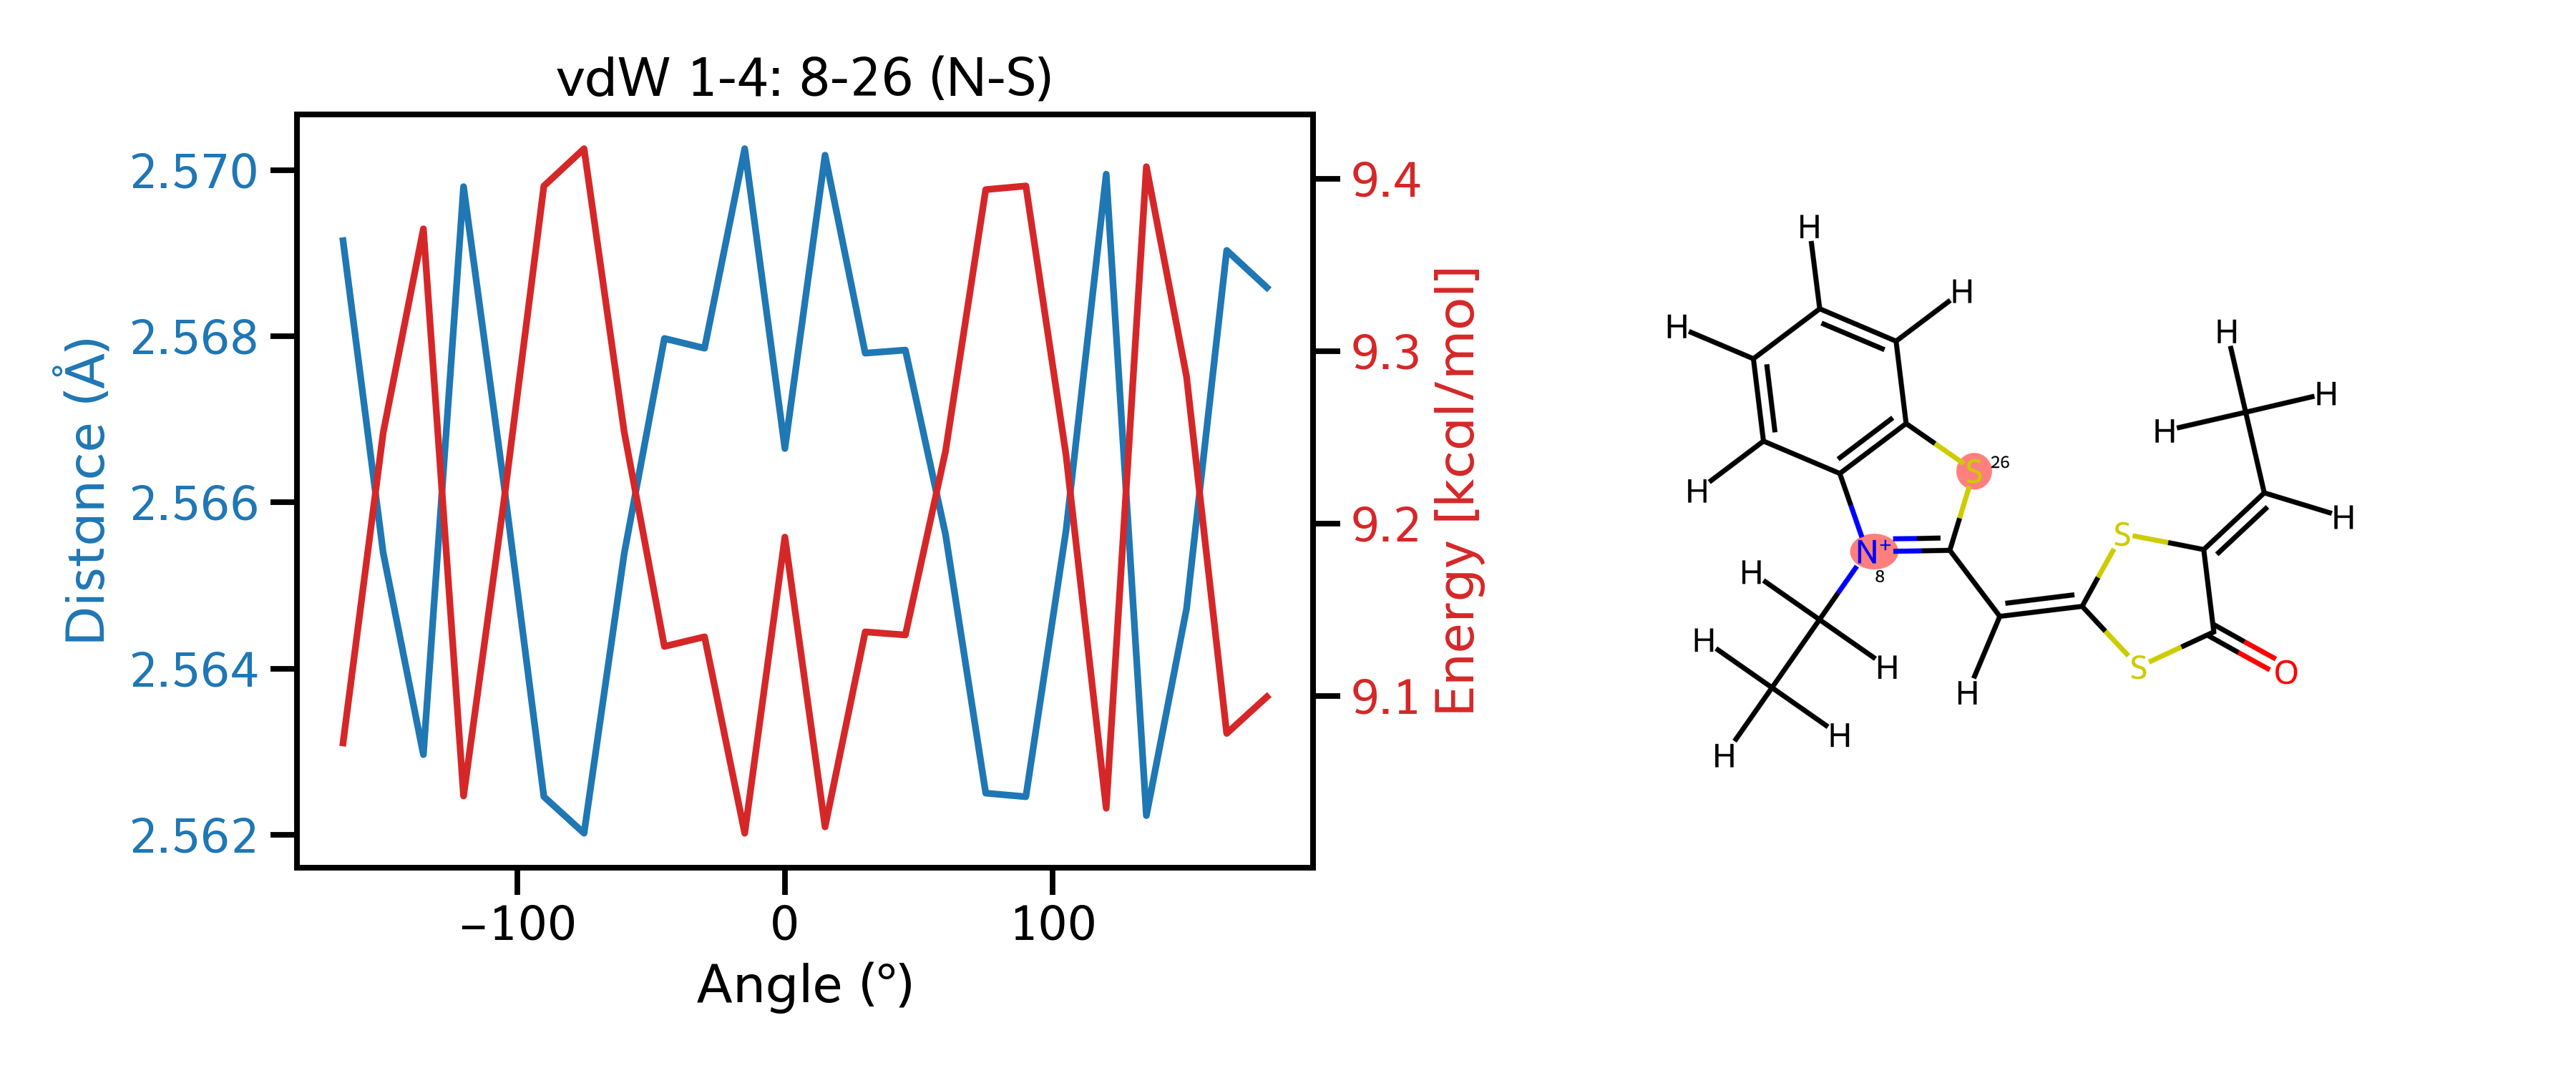 vdW 1-4: 8-26 (N-S)
2.570
2.568
2.566
2.564
2.562
Distance (Å)
9.4
9.3
9.2
9.1
Energy [kcal/mol]
−100
0
100
Angle (°)
H
H
H
H
H
H
S 26
H
H
S
N+
8
H
H
H
S
O
H
H
H